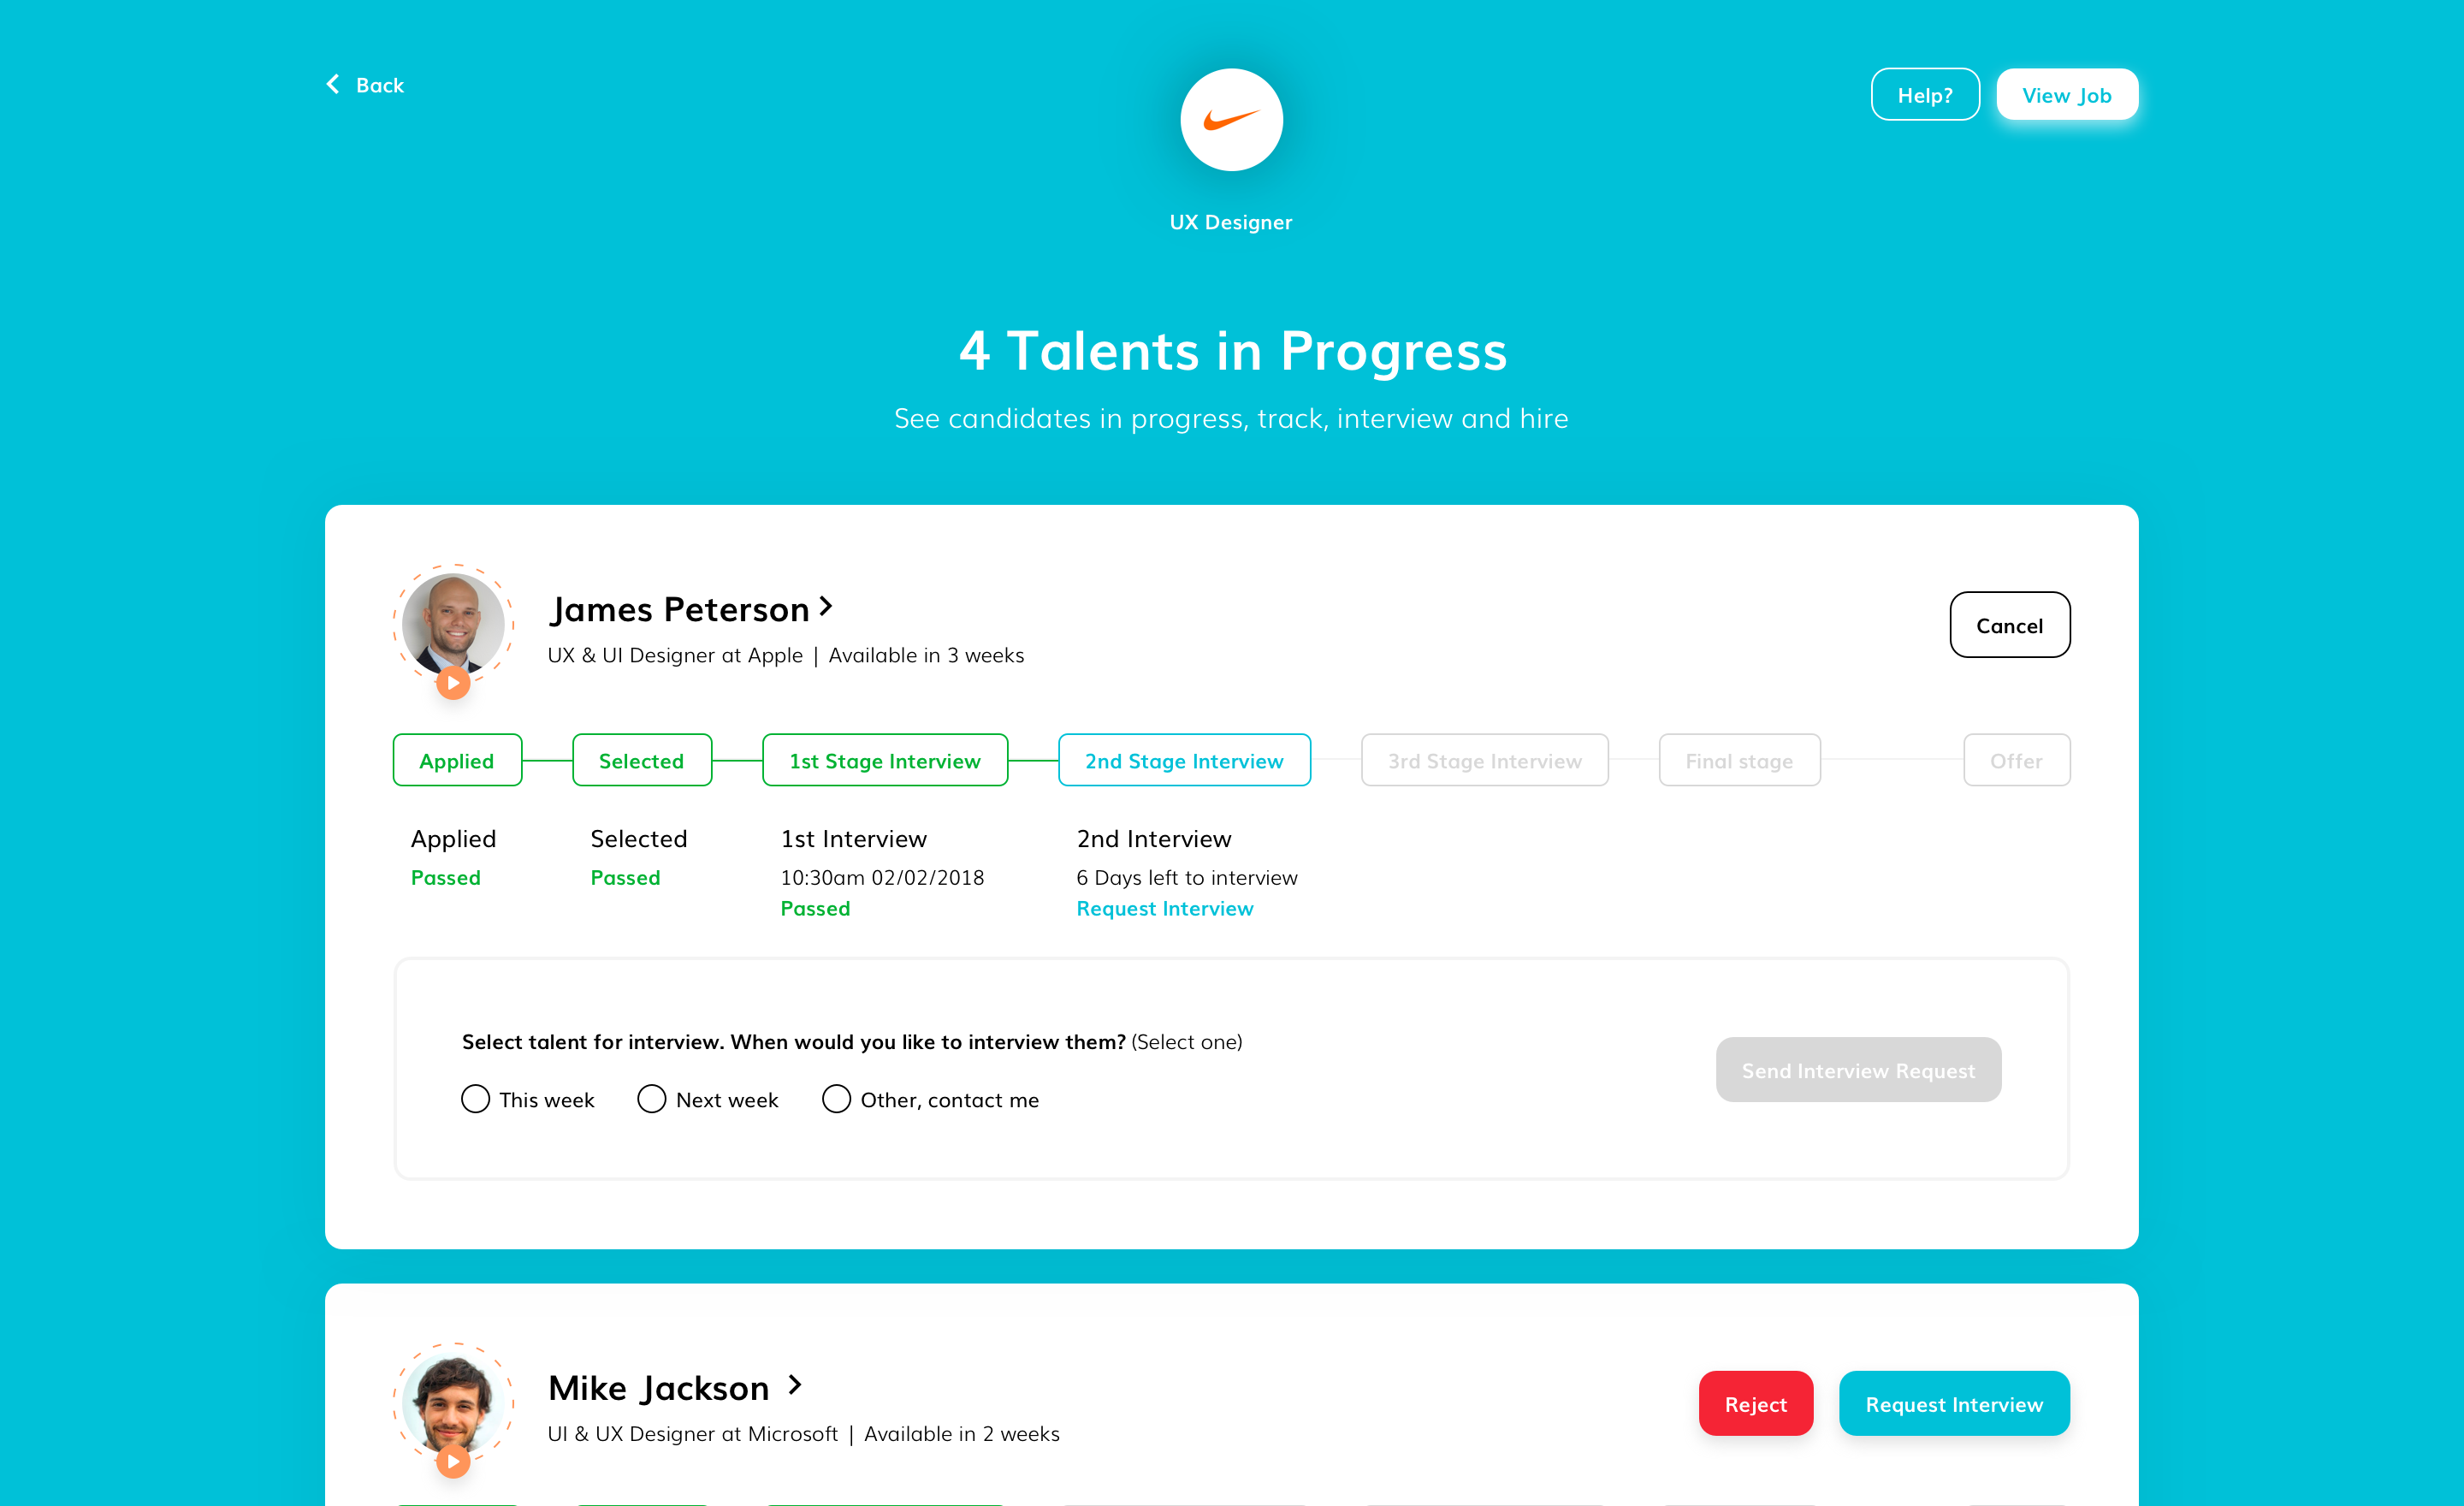 Back
Help?
View Job
UX Designer
4 Talents in Progress
See candidates in progress, track, interview and hire
James Peterson
UX & UI Designer at Apple | Available in 3 weeks
Cancel
Applied
Selected
1st Stage Interview
2nd Stage Interview
3rd Stage Interview
Final stage
Offer
Applied
Passed
Selected
Passed
1st Interview
10:30am 02/02/2018
Passed
2nd Interview
6 Days left to interview
Request Interview
Select talent for interview. When would you like to interview them? (Select one)
This week
Next week
Other, contact me
Send Interview Request
Mike Jackson
UI & UX Designer at Microsoft | Available in 2 weeks
Reject
Request Interview